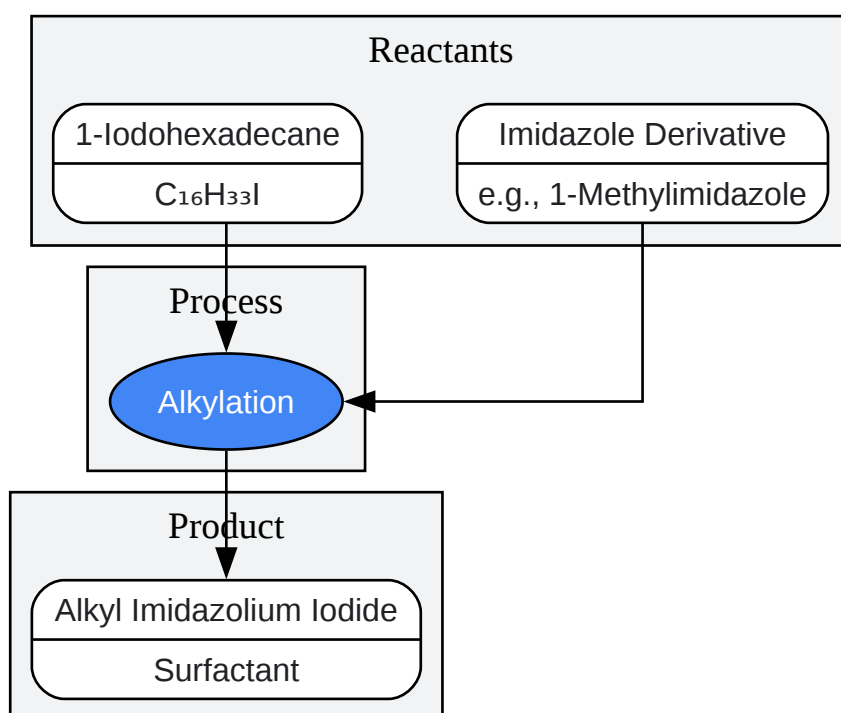 Reactants
1-Iodohexadecane
C₁₆H₃₃I
Imidazole Derivative
e.g., 1-Methylimidazole
Process
Alkylation
Product
Alkyl Imidazolium Iodide
Surfactant